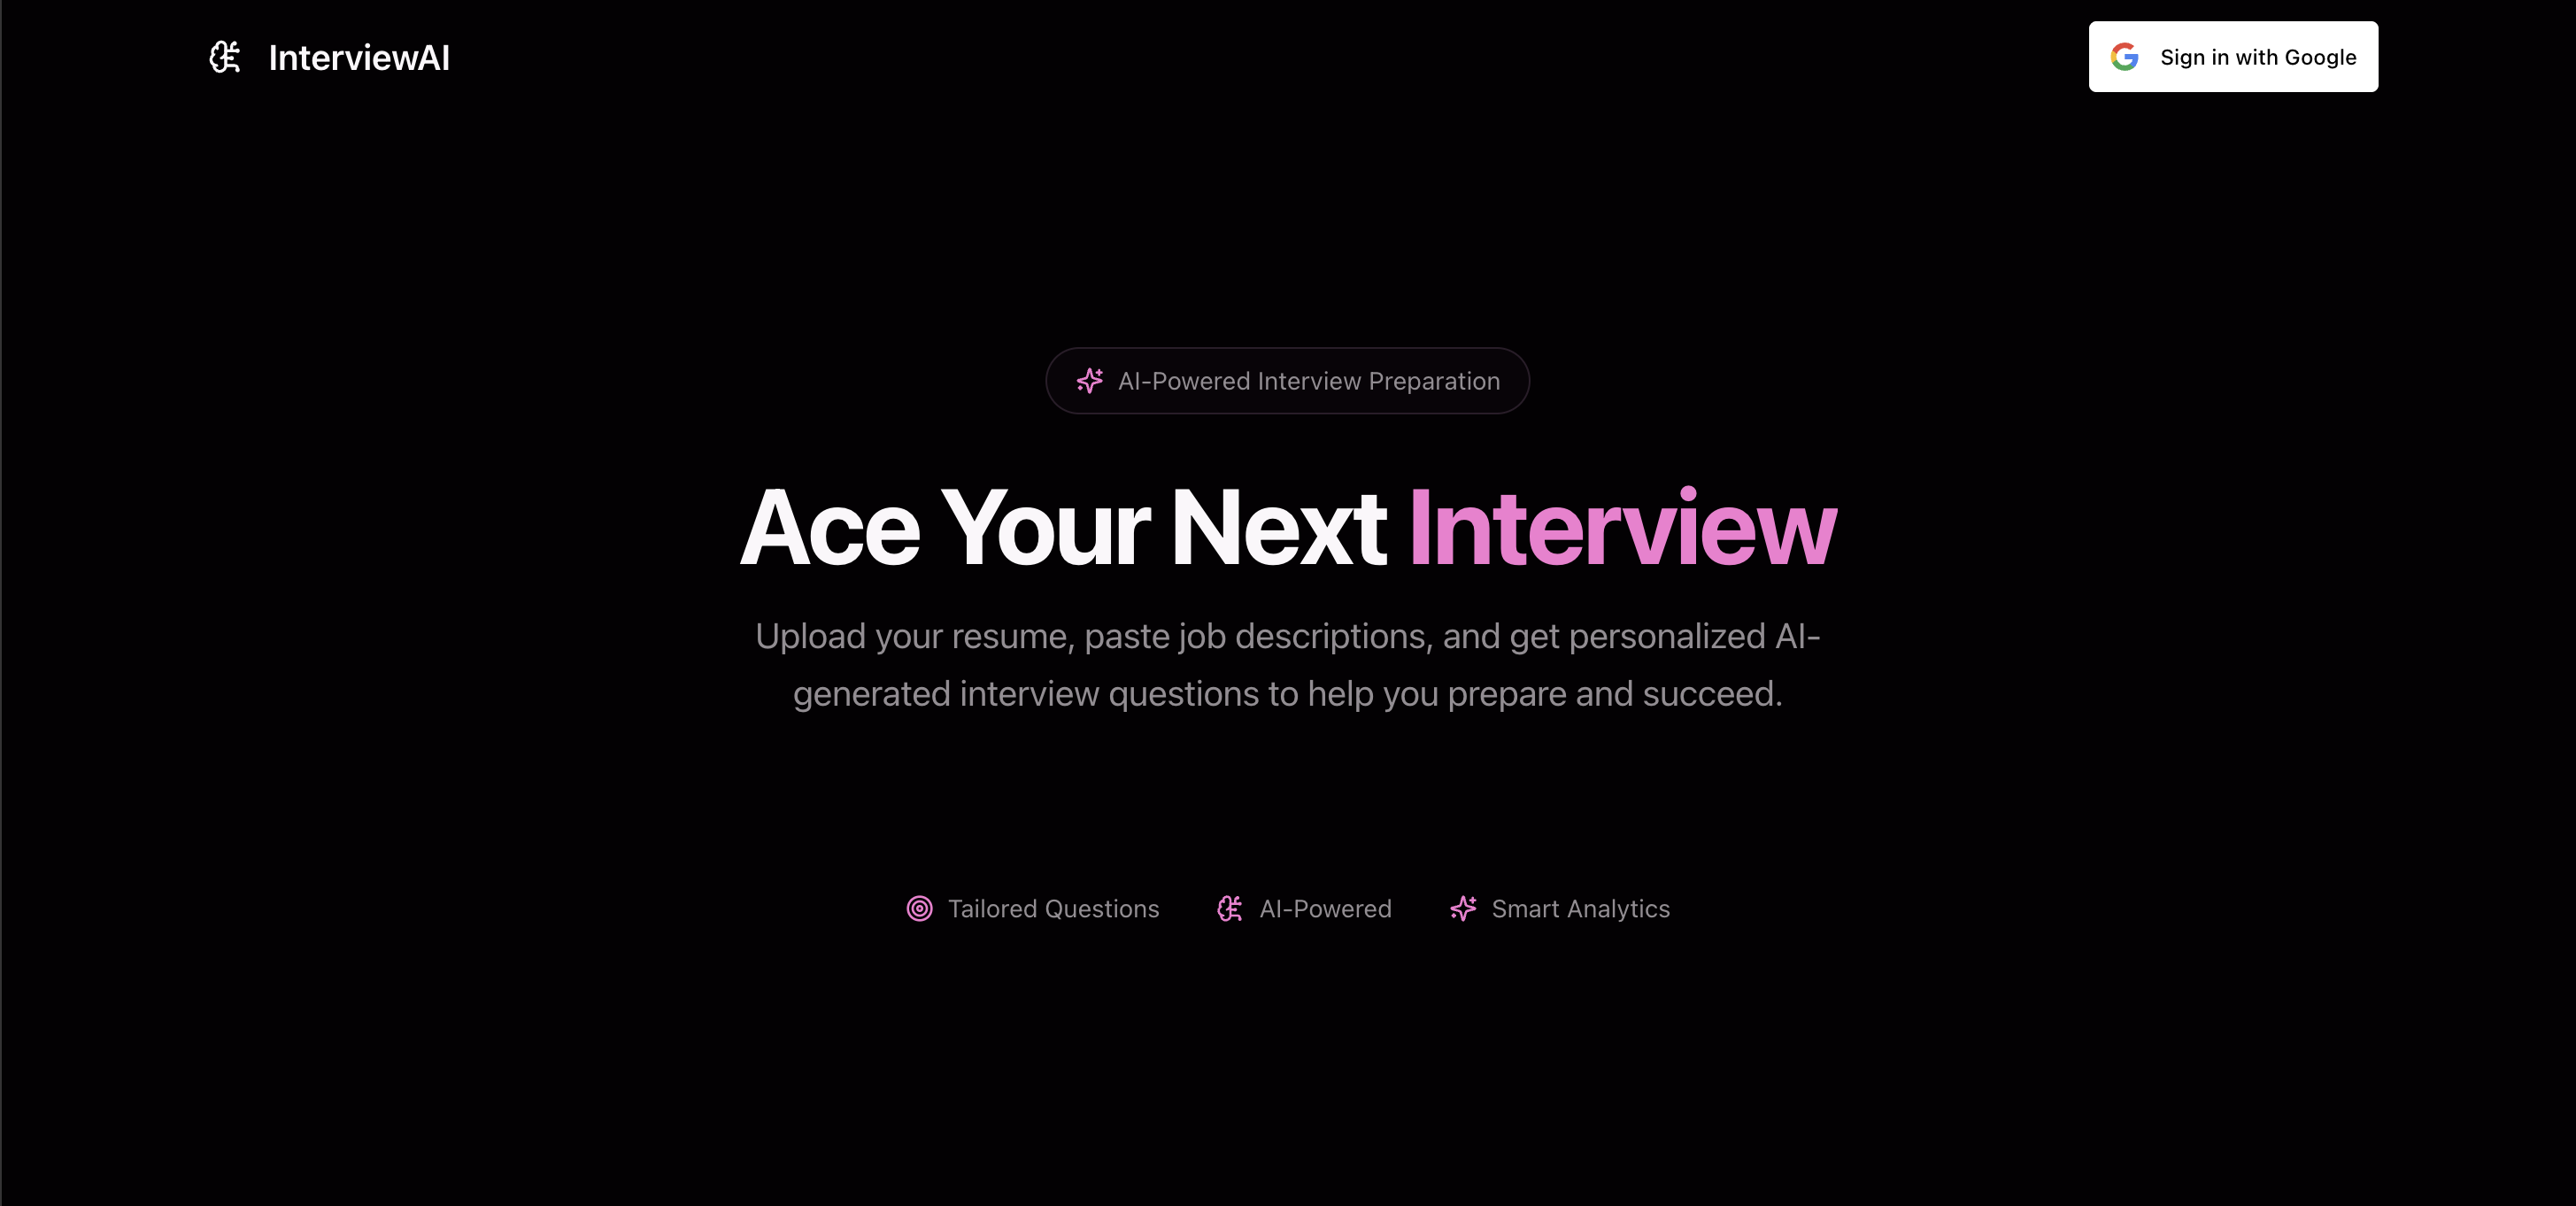 InterviewAI
Sign in with Google
AI-Powered Interview Preparation
Ace Your Next Interview
Upload your resume, paste job descriptions, and get personalized AI-
generated interview questions to help you prepare and succeed.
Tailored Questions
AI-Powered
Smart Analytics